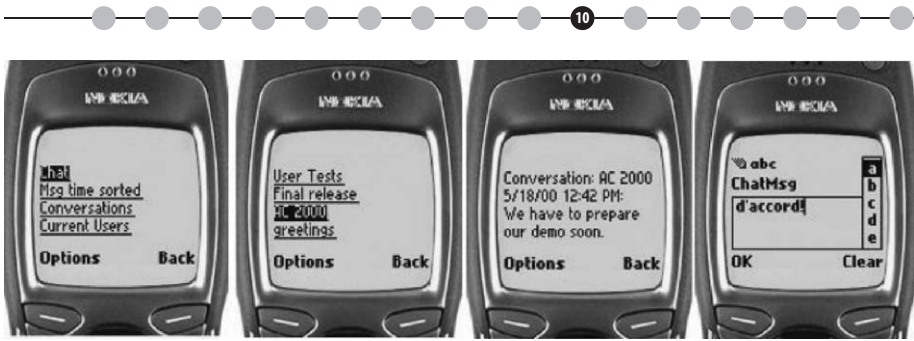 10
NOKIA
Chat
Msg time sorted
Conversations
Current Users
Options Back
NOKIA
User Tests
Final release
AC 2000
greetings
Options Back
NOKIA
Conversation: AC 2000
5/18/00 12:42 PM:
We have to prepare
our demo soon.
Options Back
NOKIA
abc
ChatMsg
d'accord!
a
b
c
d
e
OK Clear